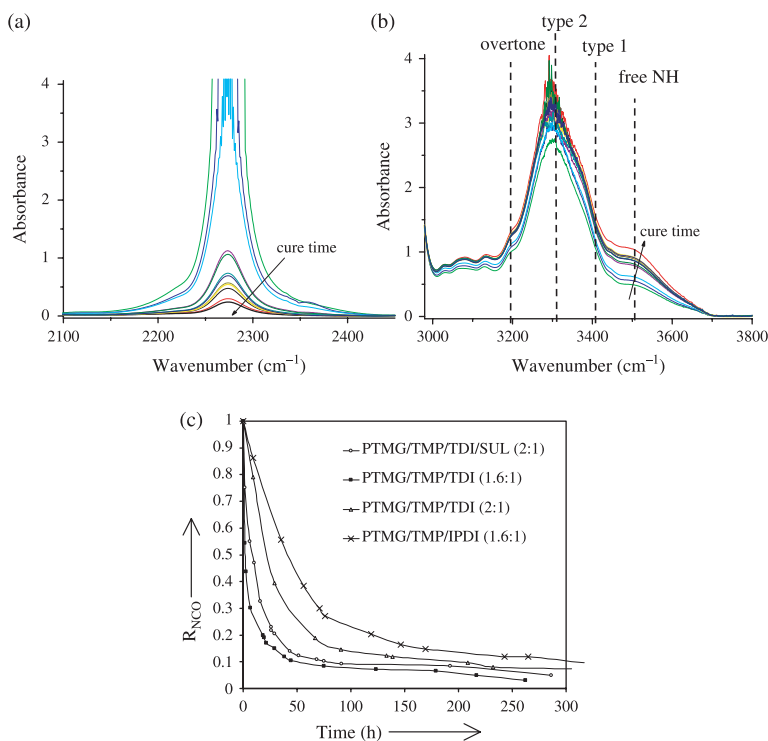 (a)
Absorbance
4
3
2
1
0
cure time
2100
2200
2300
2400
Wavenumber (cm⁻¹)
(b)
type 2
overtone
type 1
free NH
Absorbance
4
3
2
1
0
cure time
3000
3200
3400
3600
3800
Wavenumber (cm⁻¹)
(c)
R_NCO
1
0.9
0.8
0.7
0.6
0.5
0.4
0.3
0.2
0.1
0
PTMG/TMP/TDI/SUL (2:1)
PTMG/TMP/TDI (1.6:1)
PTMG/TMP/TDI (2:1)
PTMG/TMP/IPDI (1.6:1)
0
50
100
150
200
250
300
Time (h)